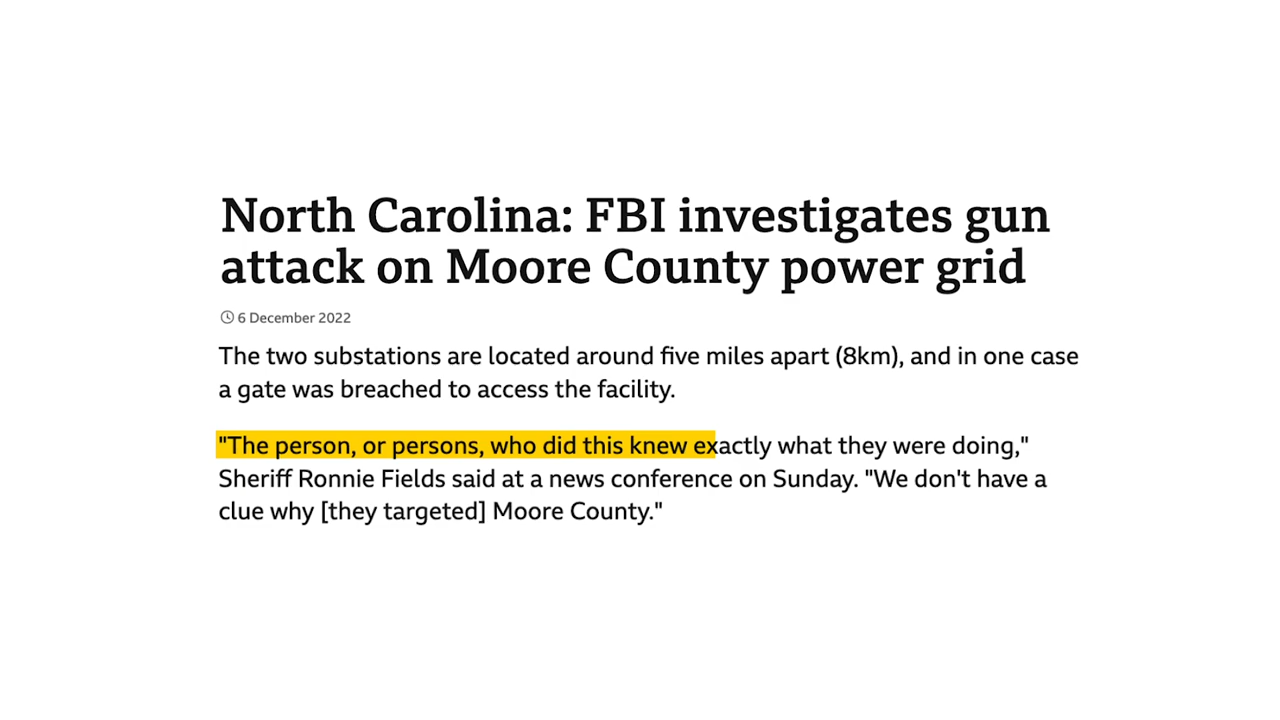 North Carolina: FBI investigates gun
attack on Moore County power grid
6 December 2022
The two substations are located around five miles apart (8km), and in one case
a gate was breached to access the facility.
"The person, or persons, who did this knew exactly what they were doing,"
Sheriff Ronnie Fields said at a news conference on Sunday. "We don't have a
clue why [they targeted] Moore County."